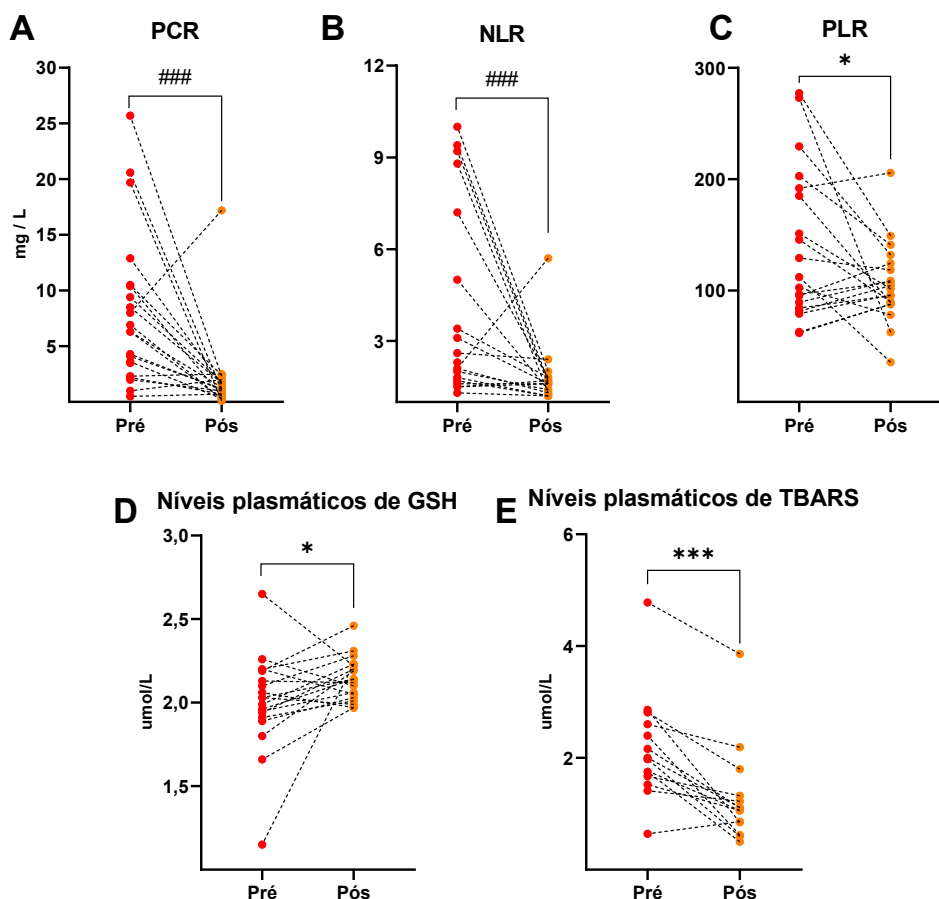 A
PCR
###
mg / L
30
25
20
15
10
5
Pré
Pós
B
NLR
###
12
9
6
3
Pré
Pós
C
PLR
*
300
200
100
Pré
Pós
D
Níveis plasmáticos de GSH
*
umol/L
3,0
2,5
2,0
1,5
Pré
Pós
E
Níveis plasmáticos de TBARS
***
umol/L
6
4
2
Pré
Pós